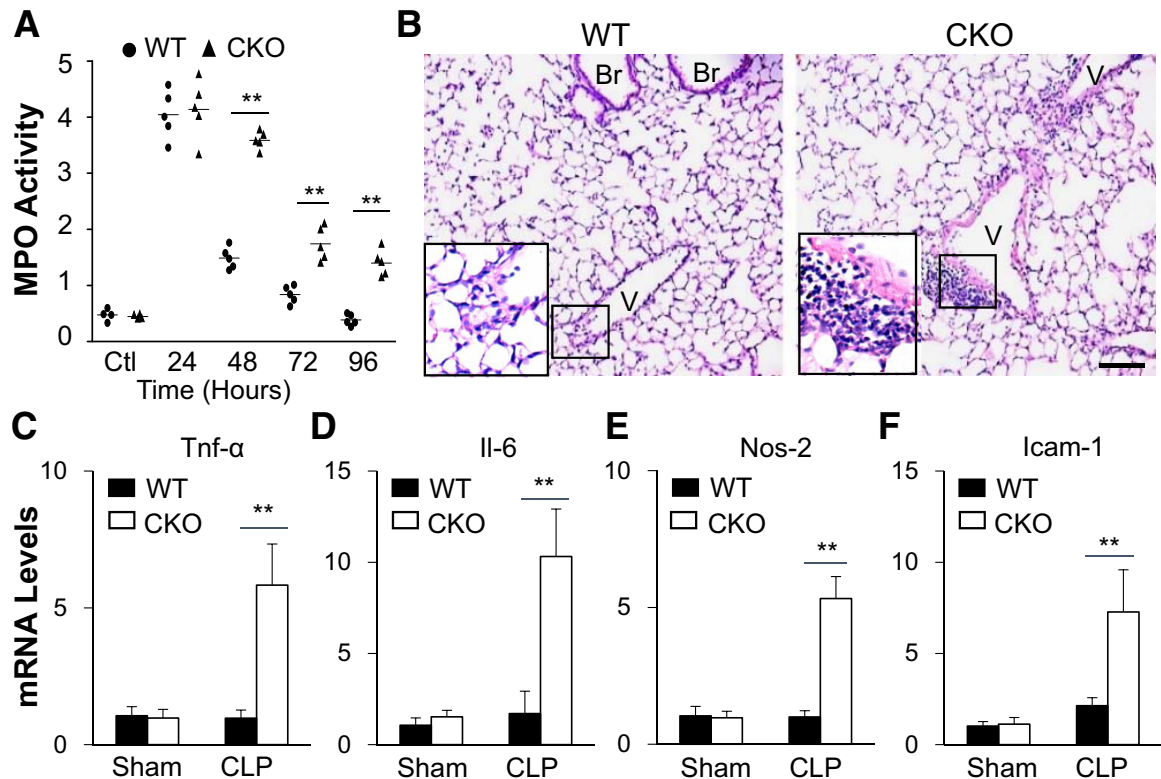 A
● WT ▲ CKO
MPO Activity
5
4
3
2
1
0
**
**
**
Ctl 24 48 72 96
Time (Hours)
B
WT
CKO
Br
Br
V
V
V
C
Tnf-α
mRNA Levels
10
5
0
WT
CKO
**
Sham CLP
D
Il-6
15
10
5
0
WT
CKO
**
Sham CLP
E
Nos-2
10
5
0
WT
CKO
**
Sham CLP
F
Icam-1
15
10
5
0
WT
CKO
**
Sham CLP